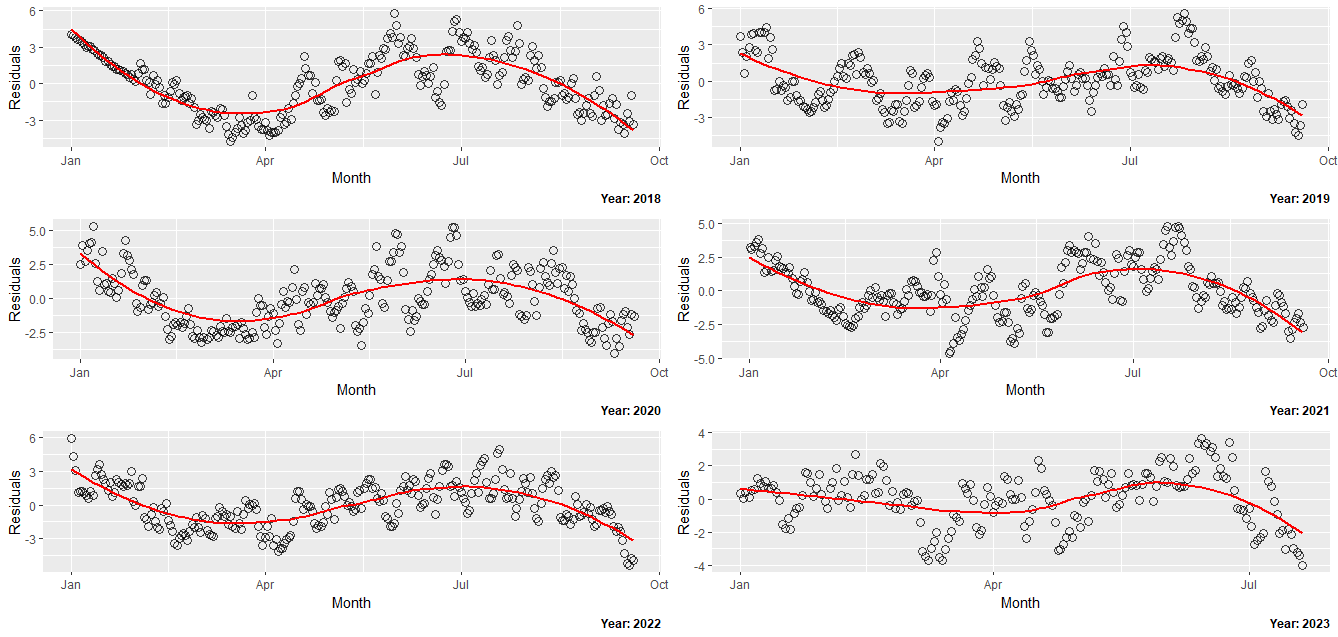 6
3
0
-3
Residuals
Jan
Apr
Jul
Oct
Month
Year: 2018
6
3
0
-3
Residuals
Jan
Apr
Jul
Oct
Month
Year: 2019
5.0
2.5
0.0
-2.5
Residuals
Jan
Apr
Jul
Oct
Month
Year: 2020
5.0
2.5
0.0
-2.5
-5.0
Residuals
Jan
Apr
Jul
Oct
Month
Year: 2021
6
3
0
-3
Residuals
Jan
Apr
Jul
Oct
Month
Year: 2022
4
2
0
-2
-4
Residuals
Jan
Apr
Jul
Month
Year: 2023